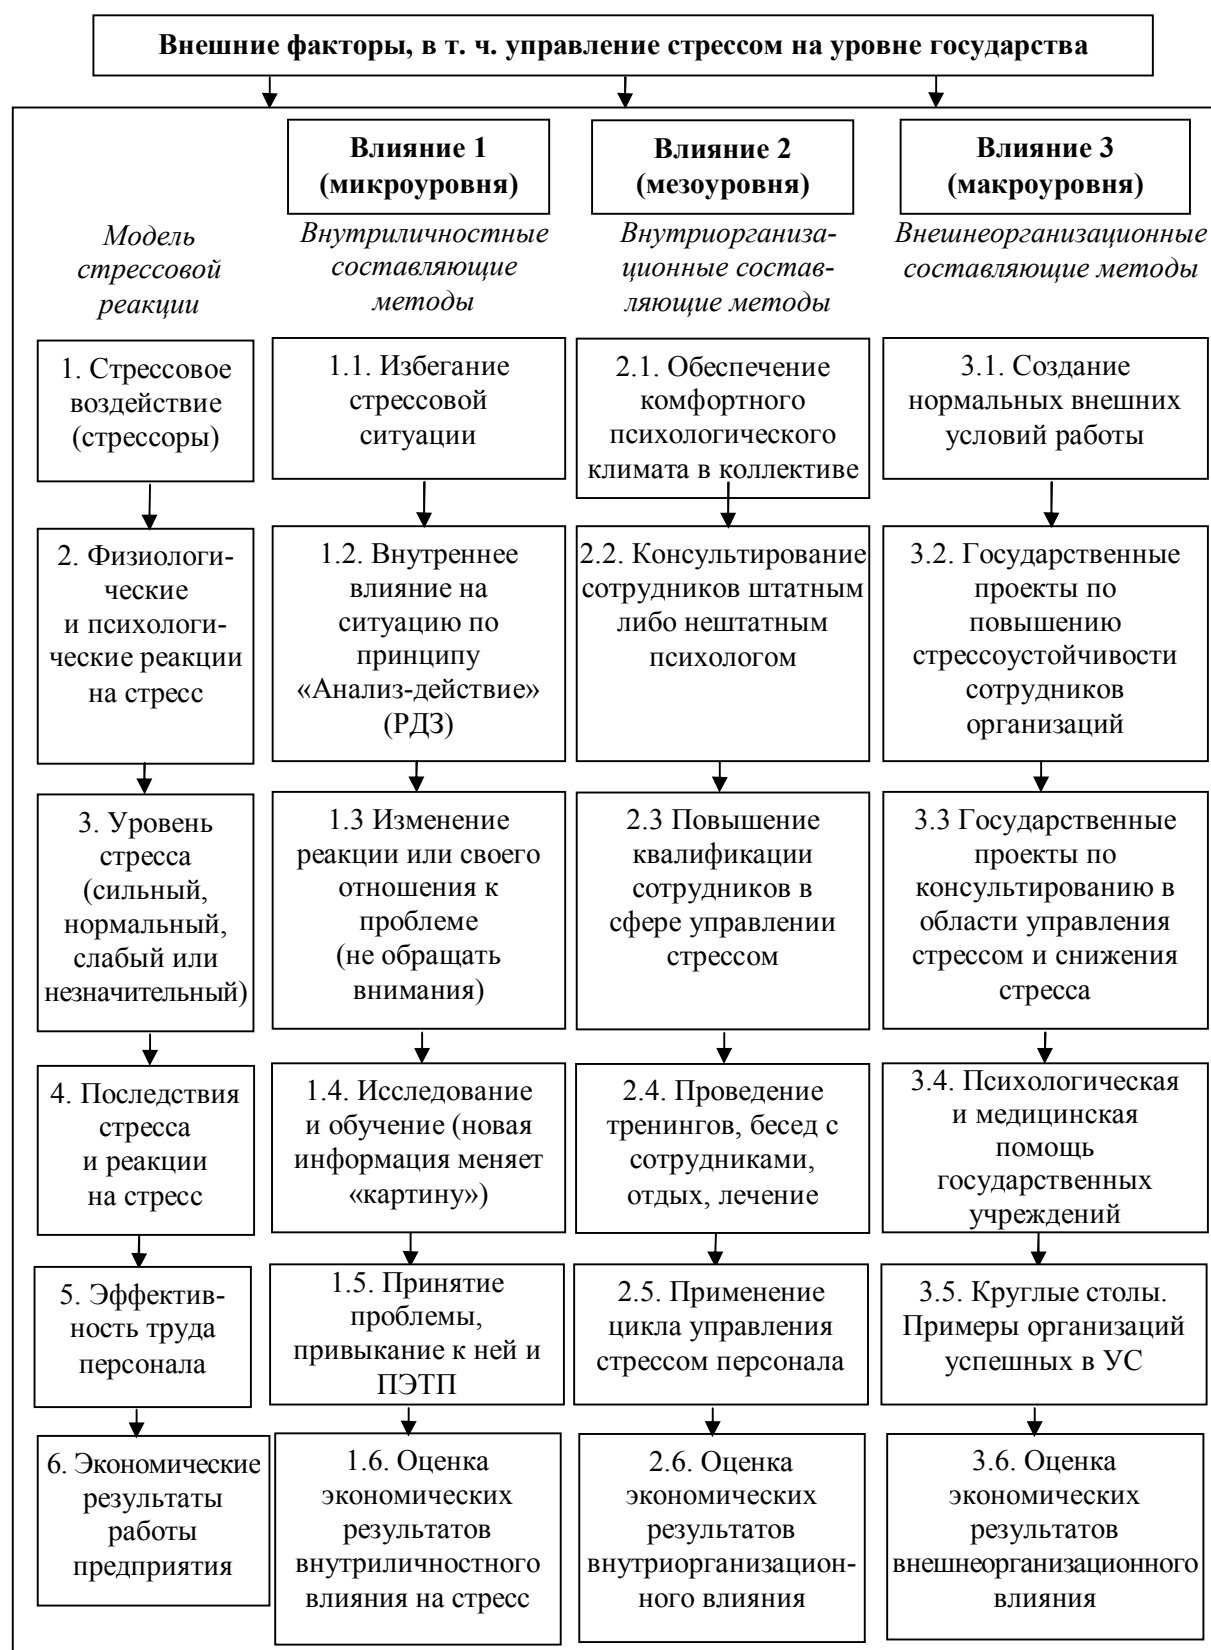 Внешние факторы, в т. ч. управление стрессом на уровне государства
Модель
стрессовой
реакции
1. Стрессовое
воздействие
(стрессоры)
2. Физиологи-
ческие
и психологи-
ческие реакции
на стресс
3. Уровень
стресса
(сильный,
нормальный,
слабый или
незначительный)
4. Последствия
стресса
и реакции
на стресс
5. Эффектив-
ность труда
персонала
6. Экономические
результаты
работы
предприятия
Влияние 1
(микроуровня)
Внутриличностные
составляющие
методы
1.1. Избегание
стрессовой
ситуации
1.2. Внутреннее
влияние на
ситуацию по
принципу
«Анализ-действие»
(РДЗ)
1.3 Изменение
реакции или своего
отношения к
проблеме
(не обращать
внимания)
1.4. Исследование
и обучение (новая
информация меняет
«картину»)
1.5. Принятие
проблемы,
привыкание к ней и
ПЭТП
1.6. Оценка
экономических
результатов
внутриличностного
влияния на стресс
Влияние 2
(мезоуровня)
Внутриорганиза-
ционные состав-
ляющие методы
2.1. Обеспечение
комфортного
психологического
климата в коллективе
2.2. Консультирование
сотрудников штатным
либо нештатным
психологом
2.3 Повышение
квалификации
сотрудников в
сфере управлении
стрессом
2.4. Проведение
тренингов, бесед с
сотрудниками,
отдых, лечение
2.5. Применение
цикла управления
стрессом персонала
2.6. Оценка
экономических
результатов
внутриорганизацион-
ного влияния
Влияние 3
(макроуровня)
Внешнеорганизационные
составляющие методы
3.1. Создание
нормальных внешних
условий работы
3.2. Государственные
проекты по
повышению
стрессоустойчивости
сотрудников
организаций
3.3 Государственные
проекты по
консультированию в
области управления
стрессом и снижения
стресса
3.4. Психологическая
и медицинская
помощь
государственных
учреждений
3.5. Круглые столы.
Примеры организаций
успешных в УС
3.6. Оценка
экономических
результатов
внешнеорганизационного
влияния